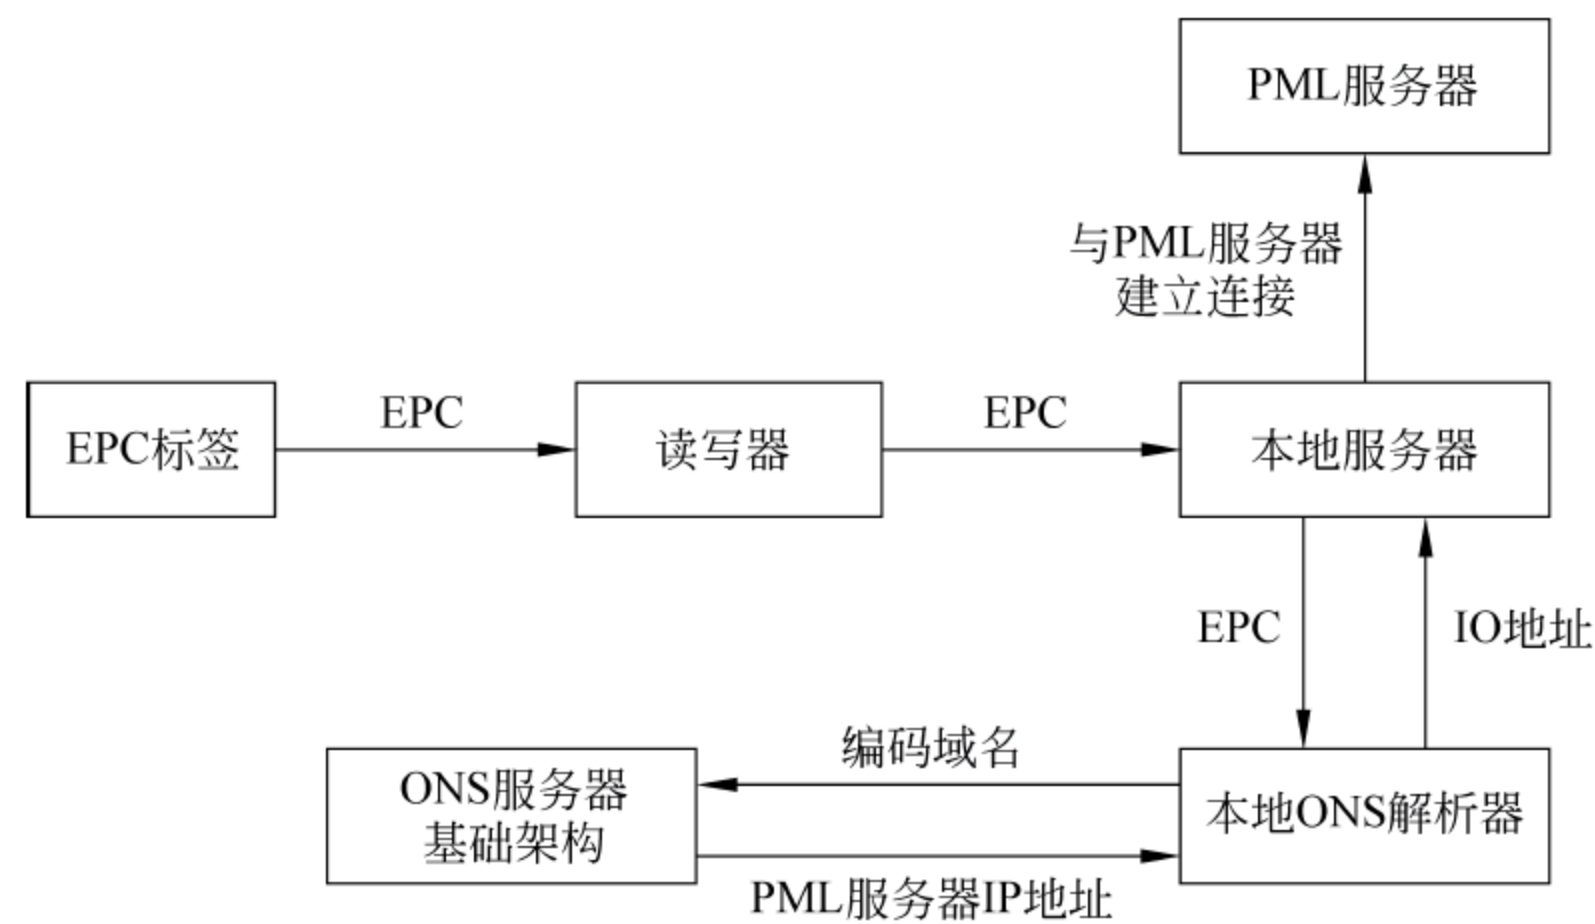 PML服务器
与PML服务器
建立连接
EPC标签
EPC
读写器
EPC
本地服务器
EPC
IO地址
ONS服务器
基础架构
编码域名
PML服务器IP地址
本地ONS解析器